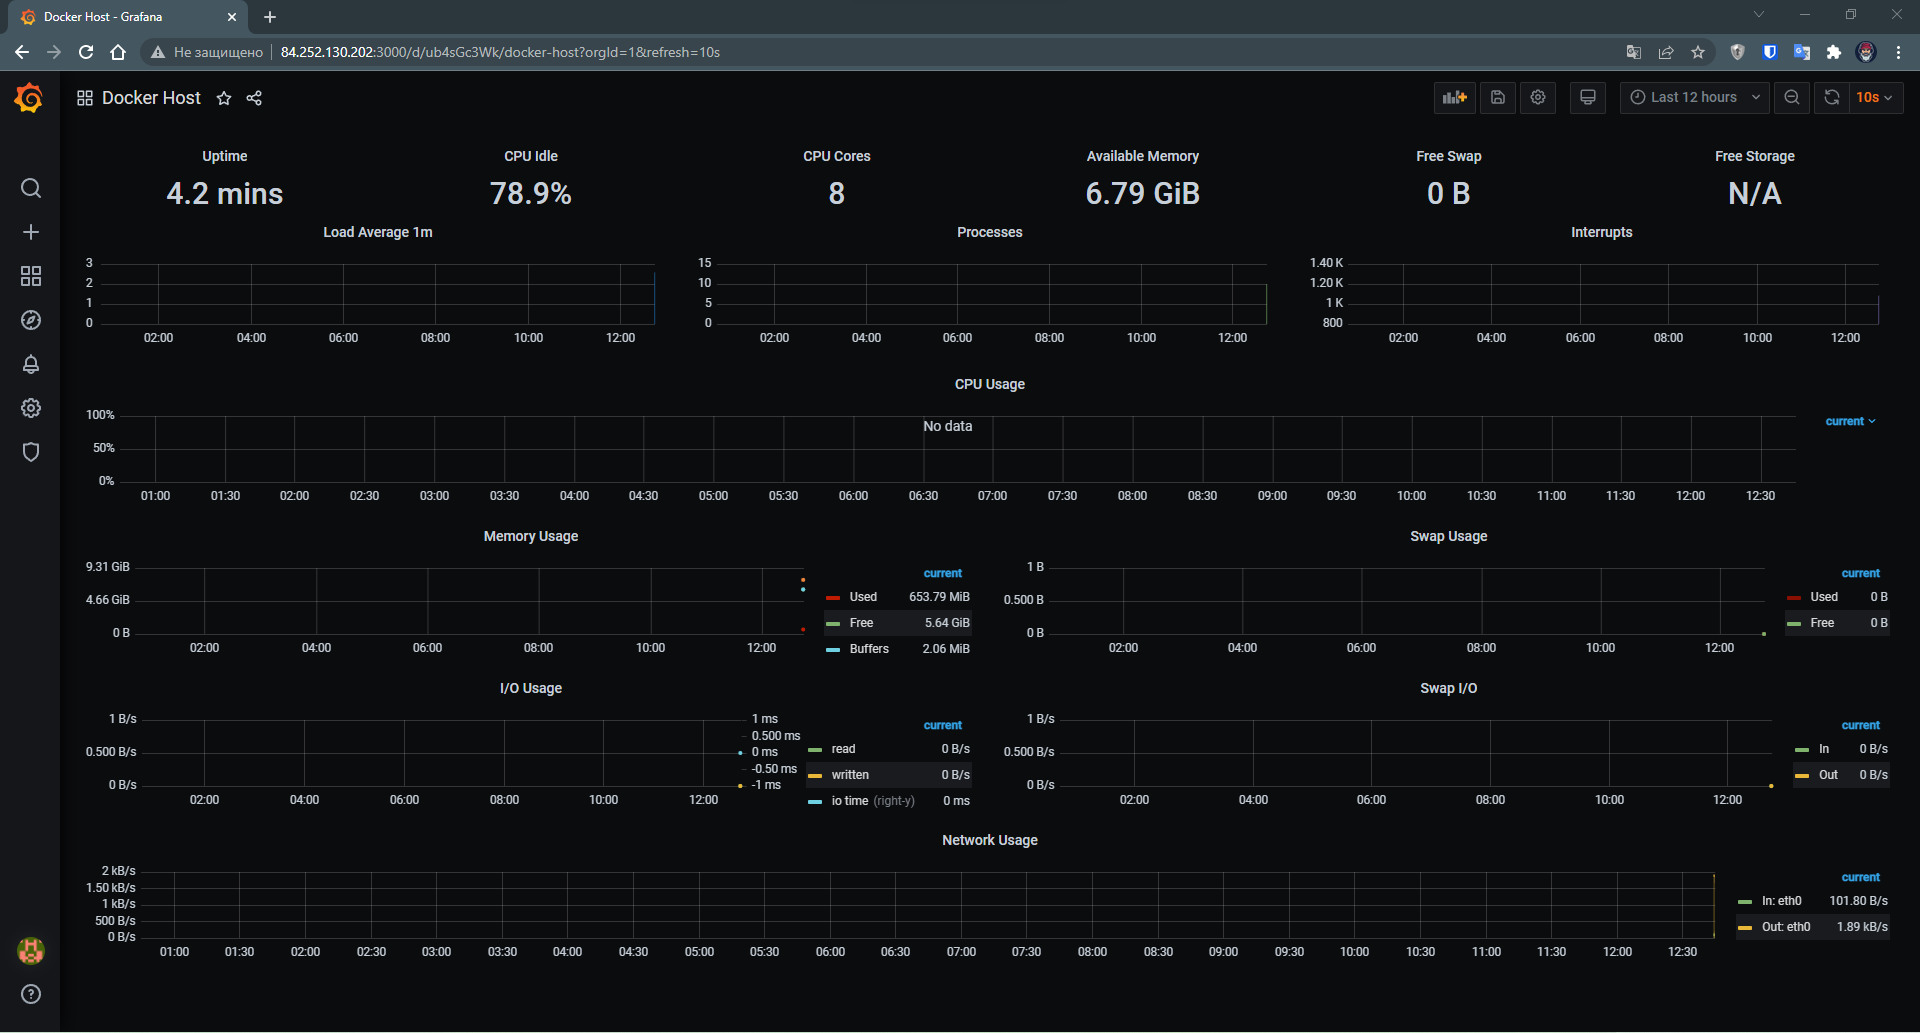 Docker Host - Grafana
Не защищено 84.252.130.202:3000/d/ub4sGc3Wk/docker-host?orgId=1&refresh=10s
Docker Host
Last 12 hours
10s
Uptime
4.2 mins
CPU Idle
78.9%
CPU Cores
8
Available Memory
6.79 GiB
Free Swap
0 B
Free Storage
N/A
Load Average 1m
3
2
1
0
02:00 04:00 06:00 08:00 10:00 12:00
Processes
15
10
5
0
02:00 04:00 06:00 08:00 10:00 12:00
Interrupts
1.40 K
1.20 K
1 K
800
02:00 04:00 06:00 08:00 10:00 12:00
CPU Usage
100%
50%
0%
No data
current
01:00 01:30 02:00 02:30 03:00 03:30 04:00 04:30 05:00 05:30 06:00 06:30 07:00 07:30 08:00 08:30 09:00 09:30 10:00 10:30 11:00 11:30 12:00 12:30
Memory Usage
9.31 GiB
4.66 GiB
0 B
02:00 04:00 06:00 08:00 10:00 12:00
current
Used 653.79 MiB
Free 5.64 GiB
Buffers 2.06 MiB
Swap Usage
1 B
0.500 B
0 B
02:00 04:00 06:00 08:00 10:00 12:00
current
Used 0 B
Free 0 B
I/O Usage
1 B/s
0.500 B/s
0 B/s
02:00 04:00 06:00 08:00 10:00 12:00
1 ms
0.500 ms
0 ms
-0.50 ms
-1 ms
current
read 0 B/s
written 0 B/s
io time (right-y) 0 ms
Swap I/O
1 B/s
0.500 B/s
0 B/s
02:00 04:00 06:00 08:00 10:00 12:00
current
In 0 B/s
Out 0 B/s
Network Usage
2 kB/s
1.50 kB/s
1 kB/s
500 B/s
0 B/s
01:00 01:30 02:00 02:30 03:00 03:30 04:00 04:30 05:00 05:30 06:00 06:30 07:00 07:30 08:00 08:30 09:00 09:30 10:00 10:30 11:00 11:30 12:00 12:30
current
In: eth0 101.80 B/s
Out: eth0 1.89 kB/s